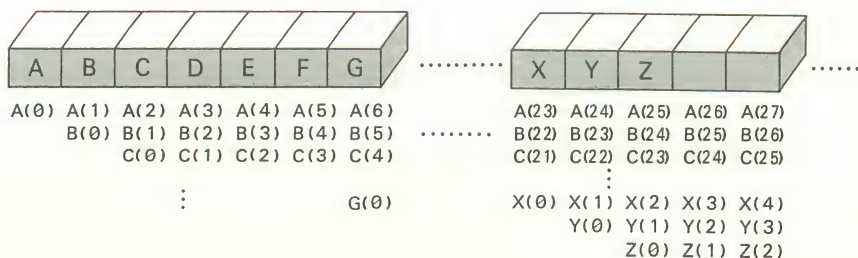 A B C D E F G ········· X Y Z ······
A(0) A(1) A(2) A(3) A(4) A(5) A(6) A(23) A(24) A(25) A(26) A(27)
B(0) B(1) B(2) B(3) B(4) B(5) ········ B(22) B(23) B(24) B(25) B(26)
C(0) C(1) C(2) C(3) C(4) C(21) C(22) C(23) C(24) C(25)
⋮ G(0) ⋮ X(0) X(1) X(2) X(3) X(4)
Y(0) Y(1) Y(2) Y(3)
Z(0) Z(1) Z(2)